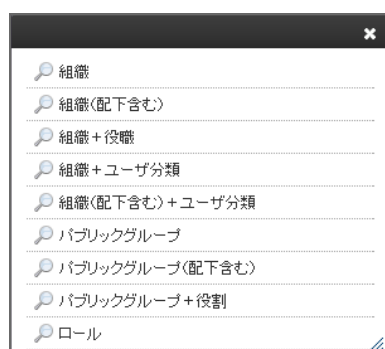 組織
組織(配下含む)
組織+役職
組織+ユーザ分類
組織(配下含む)+ユーザ分類
パブリックグループ
パブリックグループ(配下含む)
パブリックグループ+役割
ロール